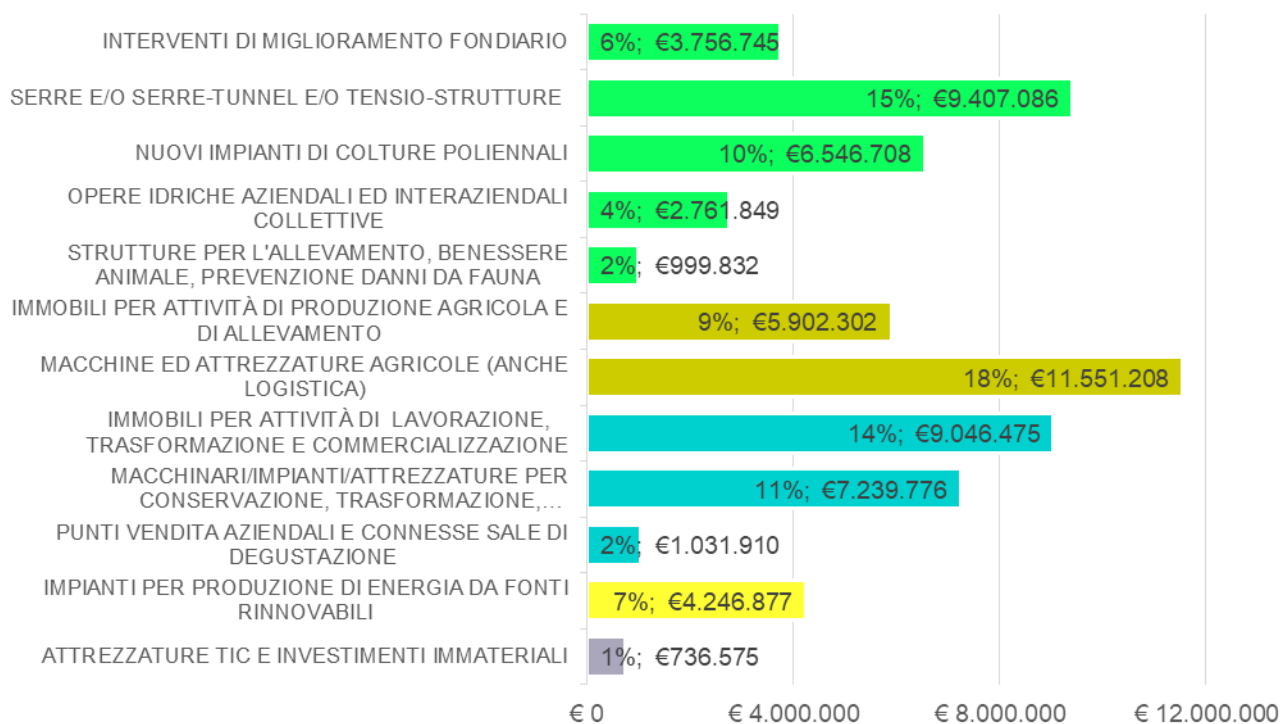 INTERVENTI DI MIGLIORAMENTO FONDIARIO
6%; €3.756.745
SERRE E/O SERRE-TUNNEL E/O TENSIO-STRUTTURE
15%; €9.407.086
NUOVI IMPIANTI DI COLTURE POLIENNALI
10%; €6.546.708
OPERE IDRICHE AZIENDALI ED INTERAZIENDALI
COLLETTIVE
4%; €2.761.849
STRUTTURE PER L'ALLEVAMENTO, BENESSERE
ANIMALE, PREVENZIONE DANNI DA FAUNA
2%; €999.832
IMMOBILI PER ATTIVITÀ DI PRODUZIONE AGRICOLA E
DI ALLEVAMENTO
9%; €5.902.302
MACCHINE ED ATTREZZATURE AGRICOLE (ANCHE
LOGISTICA)
18%; €11.551.208
IMMOBILI PER ATTIVITÀ DI LAVORAZIONE,
TRASFORMAZIONE E COMMERCIALIZZAZIONE
14%; €9.046.475
MACCHINARI/IMPIANTI/ATTREZZATURE PER
CONSERVAZIONE, TRASFORMAZIONE,...
11%; €7.239.776
PUNTI VENDITA AZIENDALI E CONNESSE SALE DI
DEGUSTAZIONE
2%; €1.031.910
IMPIANTI PER PRODUZIONE DI ENERGIA DA FONTI
RINNOVABILI
7%; €4.246.877
ATTREZZATURE TIC E INVESTIMENTI IMMATERIALI
1%; €736.575
€ 0 € 4.000.000 € 8.000.000 € 12.000.000